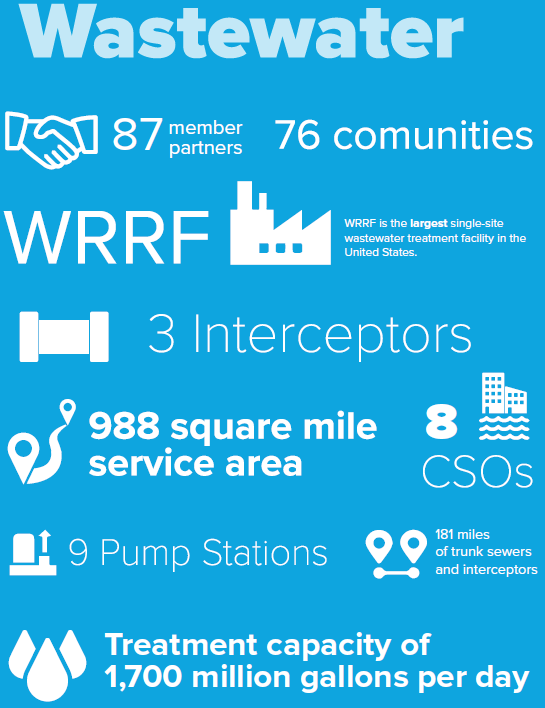 Wastewater
87 member
partners
76 comunities
WRRF
WRRF is the largest single-site
wastewater treatment facility in the
United States.
3 Interceptors
988 square mile
service area
8
CSOs
9 Pump Stations
181 miles
of trunk sewers
and interceptors
Treatment capacity of
1,700 million gallons per day